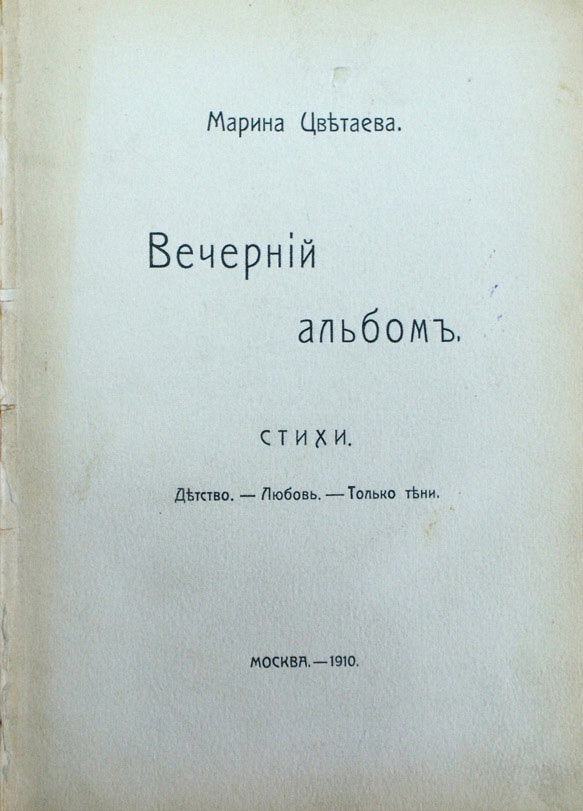 Марина Цвѣтаева.
Вечерній
альбомъ.
стихи.
Дѣтство. — Любовь. — Только тѣни.
МОСКВА. — 1910.